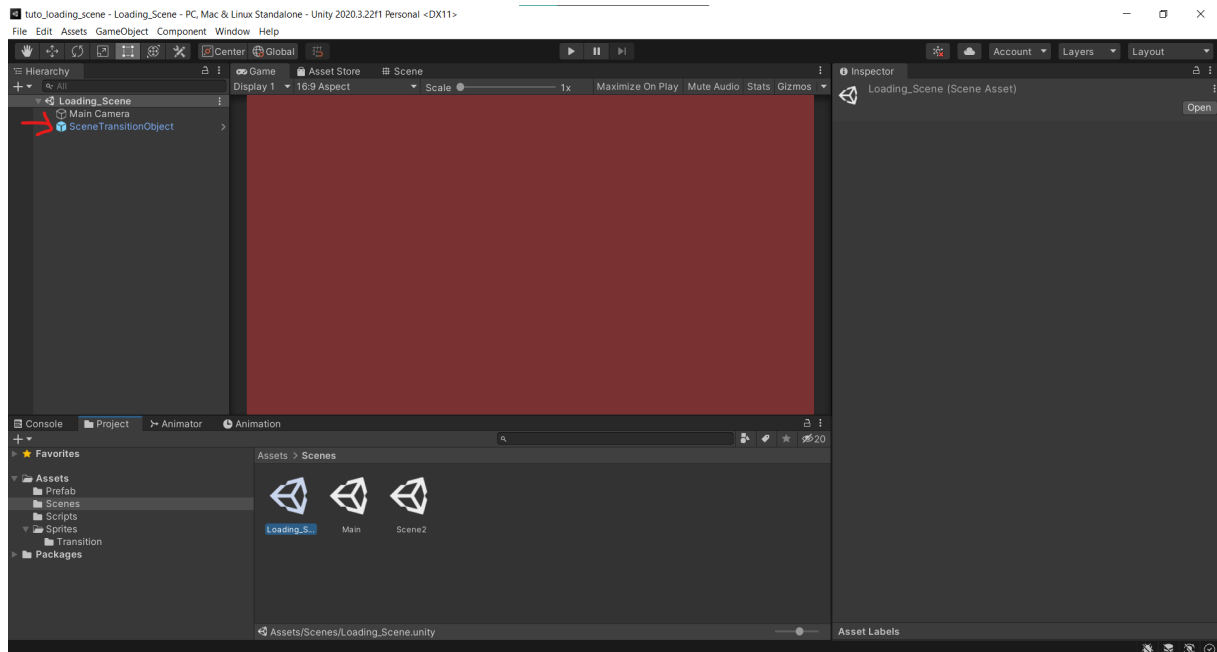 tuto_loading_scene - Loading_Scene - PC, Mac & Linux Standalone - Unity 2020.3.22f1 Personal <DX11>
File Edit Assets GameObject Component Window Help
Center Global Account Layers Layout
Hierarchy
All
Loading_Scene
Main Camera
SceneTransitionObject
Game Asset Store Scene
Display 1 16:9 Aspect Scale 1x Maximize On Play Mute Audio Stats Gizmos
Inspector
Loading_Scene (Scene Asset)
Open
Console Project Animator Animation
20
Favorites
Assets
Prefab
Scenes
Scripts
Sprites
Transition
Packages
Assets > Scenes
Loading_S... Main Scene2
Assets/Scenes/Loading_Scene.unity
Asset Labels